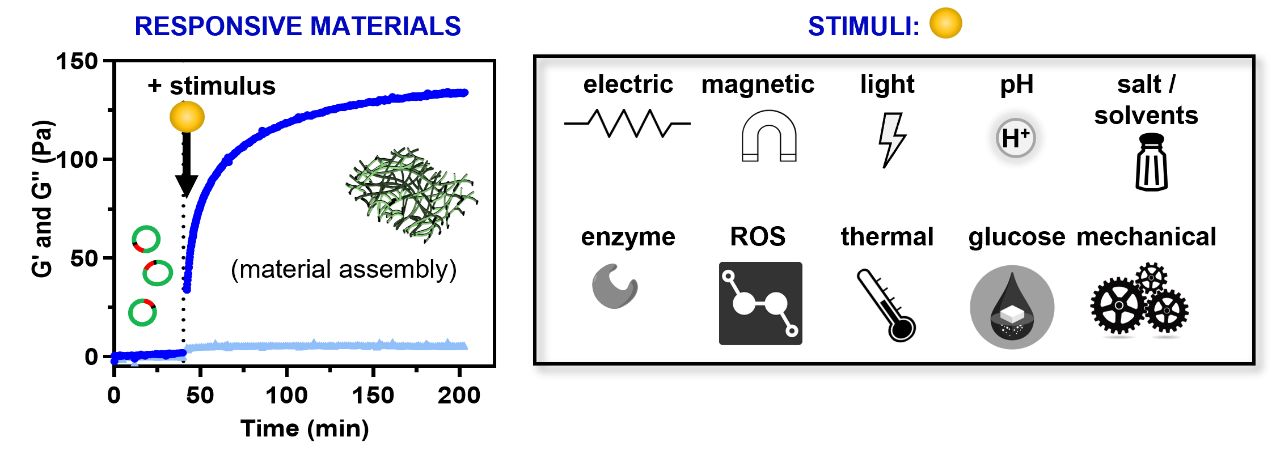 RESPONSIVE MATERIALS
STIMULI:
150
100
50
0
G' and G'' (Pa)
+ stimulus
(material assembly)
0 50 100 150 200
Time (min)
electric magnetic light pH salt /
solvents
H+
enzyme ROS thermal glucose mechanical